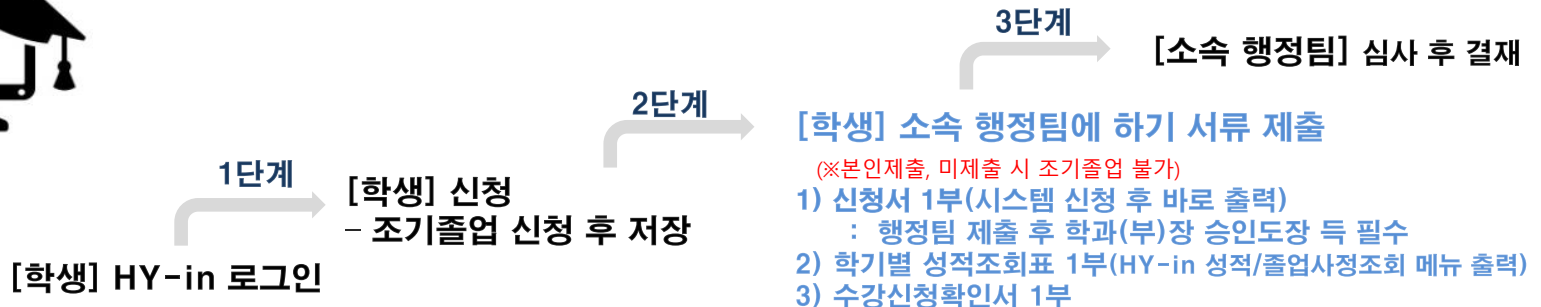 3단계
[소속 행정팀] 심사 후 결재
2단계
[학생] 소속 행정팀에 하기 서류 제출
(※본인제출, 미제출 시 조기졸업 불가)
1단계
[학생] 신청
- 조기졸업 신청 후 저장
1) 신청서 1부(시스템 신청 후 바로 출력)
: 행정팀 제출 후 학과(부)장 승인도장 득 필수
2) 학기별 성적조회표 1부(HY-in 성적/졸업사정조회 메뉴 출력)
3) 수강신청확인서 1부
[학생] HY-in 로그인